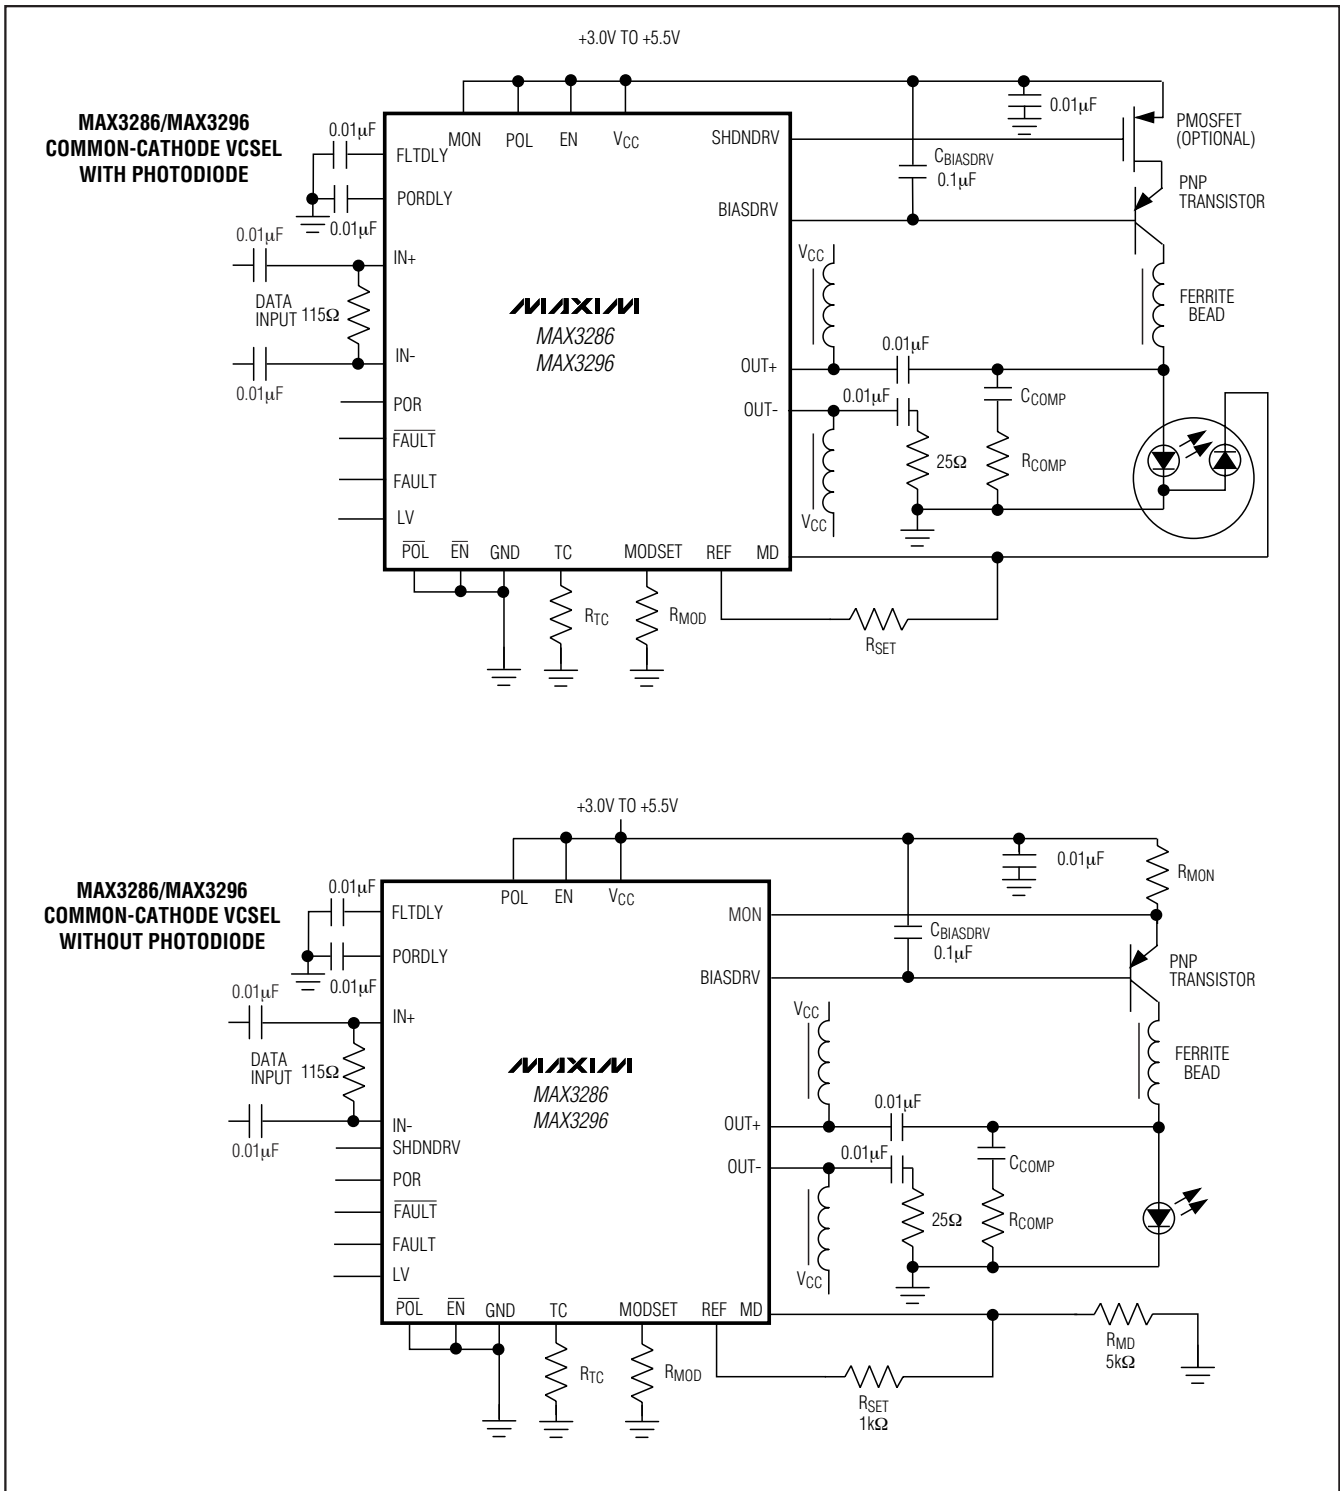 +3.0V TO +5.5V
MAX3286/MAX3296
COMMON-CATHODE VCSEL
WITH PHOTODIODE
0.01µF
0.01µF
0.01µF
DATA
INPUT
115Ω
0.01µF
FLTDLY
PORDLY
IN+
IN-
POR
FAULT
FAULT
LV
MON
POL
EN
VCC
SHDNDRV
BIASDRV
MAXIM
MAX3286
MAX3296
OUT+
OUT-
POL
EN
GND
TC
MODSET
REF
MD
RTC
RMOD
RSET
0.01µF
CBIASDRV
0.1µF
PMOSFET
(OPTIONAL)
PNP
TRANSISTOR
VCC
FERRITE
BEAD
0.01µF
0.01µF
CCOMP
25Ω
RCOMP
VCC
+3.0V TO +5.5V
MAX3286/MAX3296
COMMON-CATHODE VCSEL
WITHOUT PHOTODIODE
0.01µF
0.01µF
0.01µF
DATA
INPUT
115Ω
0.01µF
FLTDLY
PORDLY
IN+
IN-
SHDNDRV
POR
FAULT
FAULT
LV
POL
EN
VCC
MON
BIASDRV
MAXIM
MAX3286
MAX3296
OUT+
OUT-
POL
EN
GND
TC
MODSET
REF
MD
RTC
RMOD
RSET
1kΩ
RMD
5kΩ
0.01µF
RMON
CBIASDRV
0.1µF
PNP
TRANSISTOR
VCC
FERRITE
BEAD
0.01µF
0.01µF
CCOMP
25Ω
RCOMP
VCC